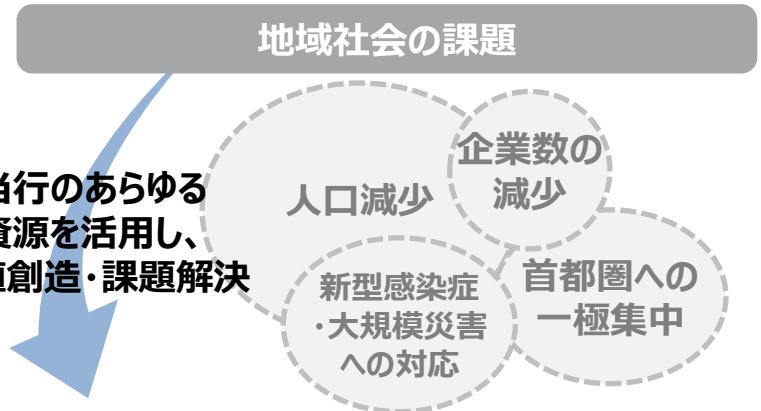 地域社会の課題
企業数の
減少
人口減少
当行のあらゆる
資源を活用し、
値創造・課題解決
新型感染症
・大規模災害
への対応
首都圏への
一極集中